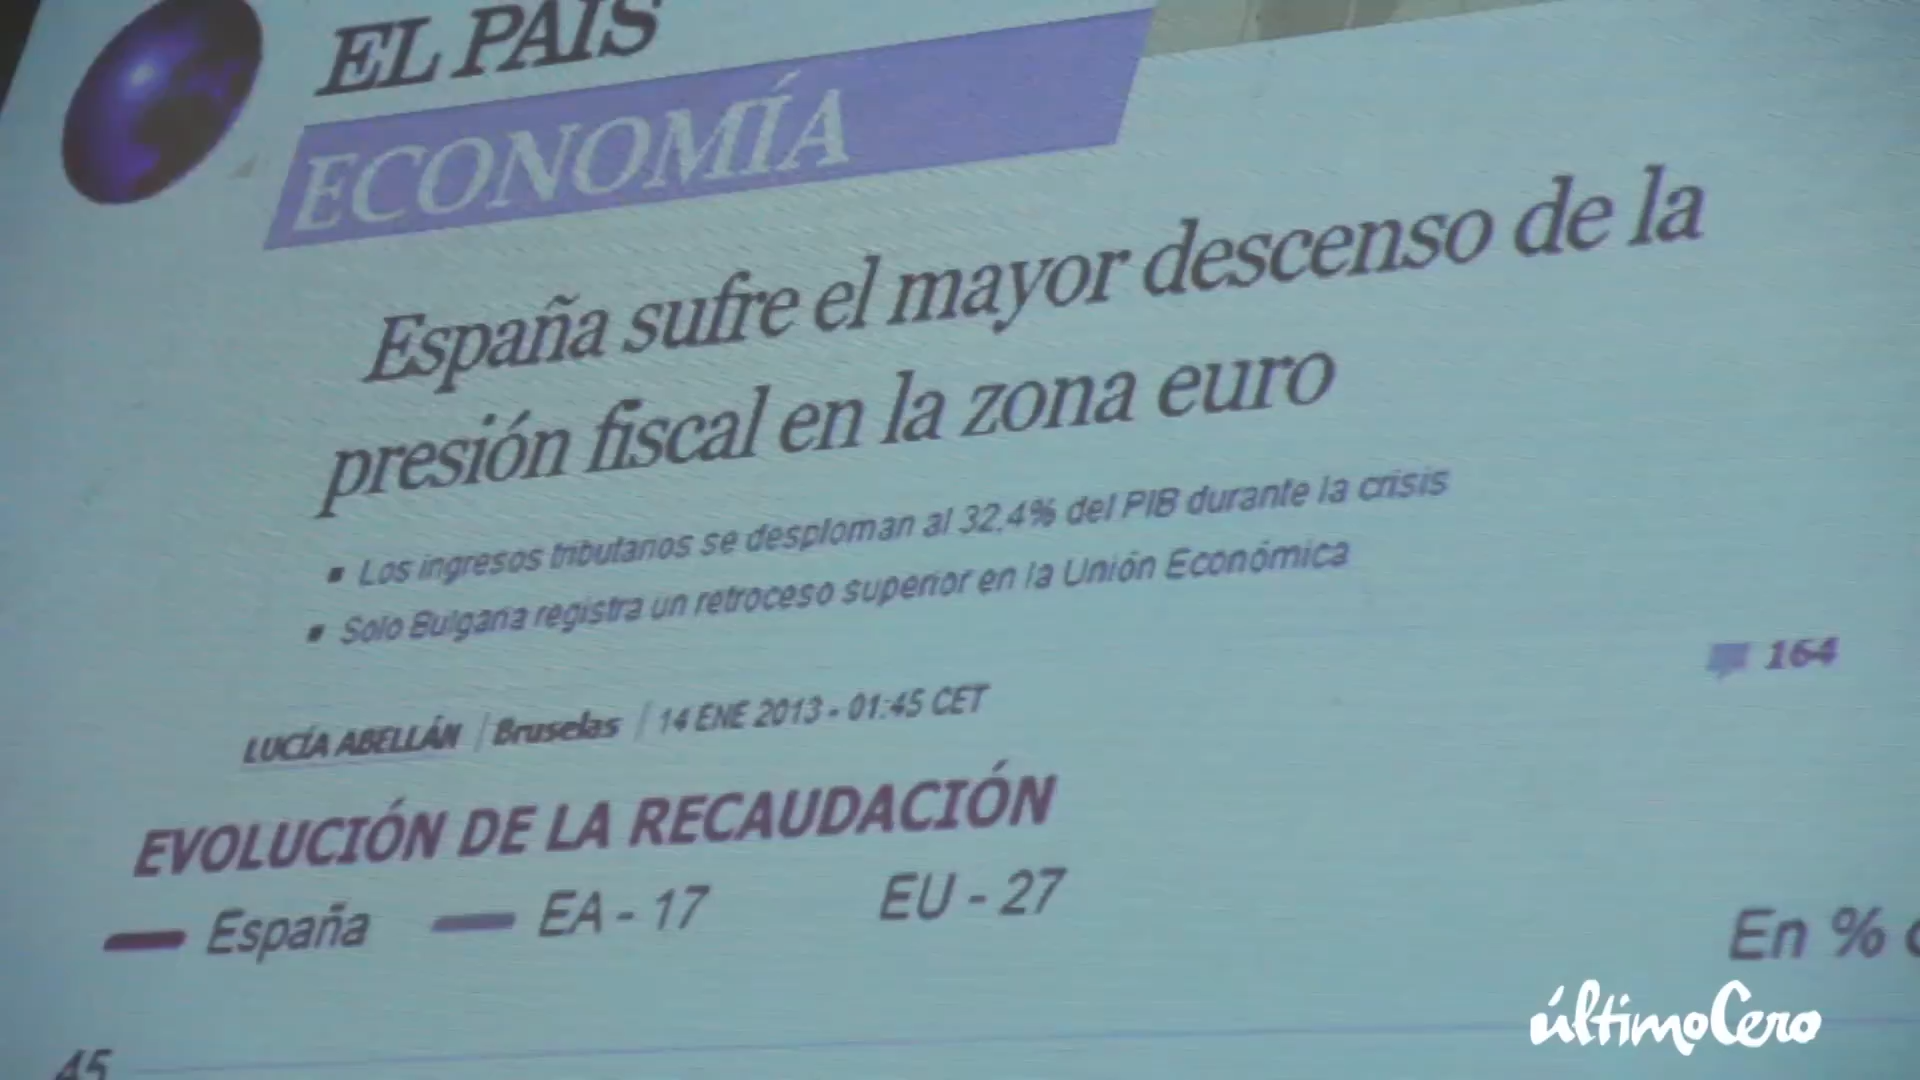 EL PAÍS
ECONOMÍA
España sufre el mayor descenso de la
presión fiscal en la zona euro
▪ Los ingresos tributarios se desploman al 32,4% del PIB durante la crisis
▪ Solo Bulgaria registra un retroceso superior en la Unión Económica
164
LUCÍA ABELLÁN | Bruselas | 14 ENE 2013 - 01:45 CET
EVOLUCIÓN DE LA RECAUDACIÓN
España EA - 17 EU - 27
En %
últimoCero
45